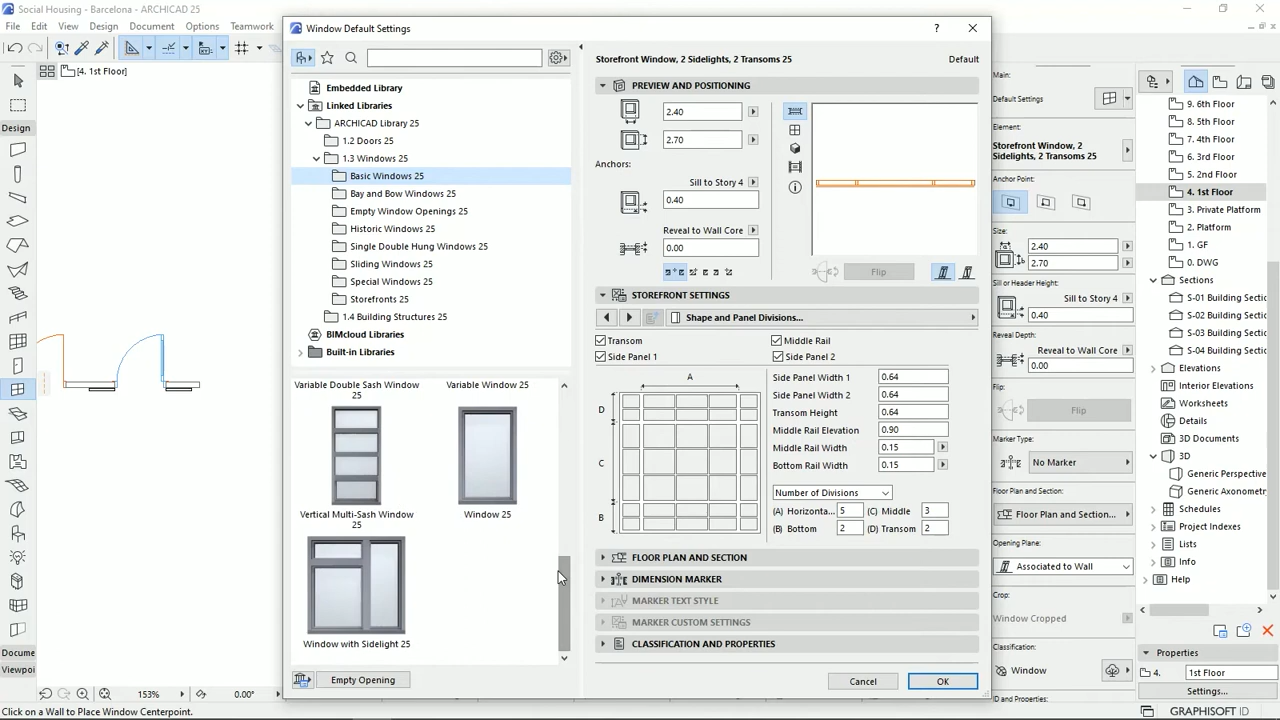 Social Housing - Barcelona - ARCHICAD 25
File Edit View Design Document Options Teamwork
[4. 1st Floor]
Design
Docume
Viewpoi
153%
0.00°
Click on a Wall to Place Window Centerpoint.
Window Default Settings
Embedded Library
Linked Libraries
ARCHICAD Library 25
1.2 Doors 25
1.3 Windows 25
Basic Windows 25
Bay and Bow Windows 25
Empty Window Openings 25
Historic Windows 25
Single Double Hung Windows 25
Sliding Windows 25
Special Windows 25
Storefronts 25
1.4 Building Structures 25
BIMcloud Libraries
Built-in Libraries
Variable Double Sash Window
25
Variable Window 25
Vertical Multi-Sash Window
25
Window 25
Window with Sidelight 25
Empty Opening
Storefront Window, 2 Sidelights, 2 Transoms 25
Default
PREVIEW AND POSITIONING
2.40
2.70
Anchors:
Sill to Story 4
0.40
Reveal to Wall Core
0.00
Flip
STOREFRONT SETTINGS
Shape and Panel Divisions...
Transom
Middle Rail
Side Panel 1
Side Panel 2
A
D
C
B
Side Panel Width 1 0.64
Side Panel Width 2 0.64
Transom Height 0.64
Middle Rail Elevation 0.90
Middle Rail Width 0.15
Bottom Rail Width 0.15
Number of Divisions
(A) Horizonta... 5 (C) Middle 3
(B) Bottom 2 (D) Transom 2
FLOOR PLAN AND SECTION
DIMENSION MARKER
MARKER TEXT STYLE
MARKER CUSTOM SETTINGS
CLASSIFICATION AND PROPERTIES
Cancel
OK
Main:
Default Settings
Element:
Storefront Window, 2
Sidelights, 2 Transoms 25
Anchor Point:
Size:
2.40
2.70
Sill or Header Height:
Sill to Story 4
0.40
Reveal Depth:
Reveal to Wall Core
0.00
Flip:
Flip
Marker Type:
No Marker
Floor Plan and Section:
Floor Plan and Section...
Opening Plane:
Associated to Wall
Crop:
Window Cropped
Classification:
Window
ID and Properties:
9. 6th Floor
8. 5th Floor
7. 4th Floor
6. 3rd Floor
5. 2nd Floor
4. 1st Floor
3. Private Platform
2. Platform
1. GF
0. DWG
Sections
S-01 Building Sectio
S-02 Building Sectio
S-03 Building Sectio
S-04 Building Sectio
Elevations
Interior Elevations
Worksheets
Details
3D Documents
3D
Generic Perspective
Generic Axonometry
Schedules
Project Indexes
Lists
Info
Help
Properties
4. 1st Floor
Settings...
GRAPHISOFT ID